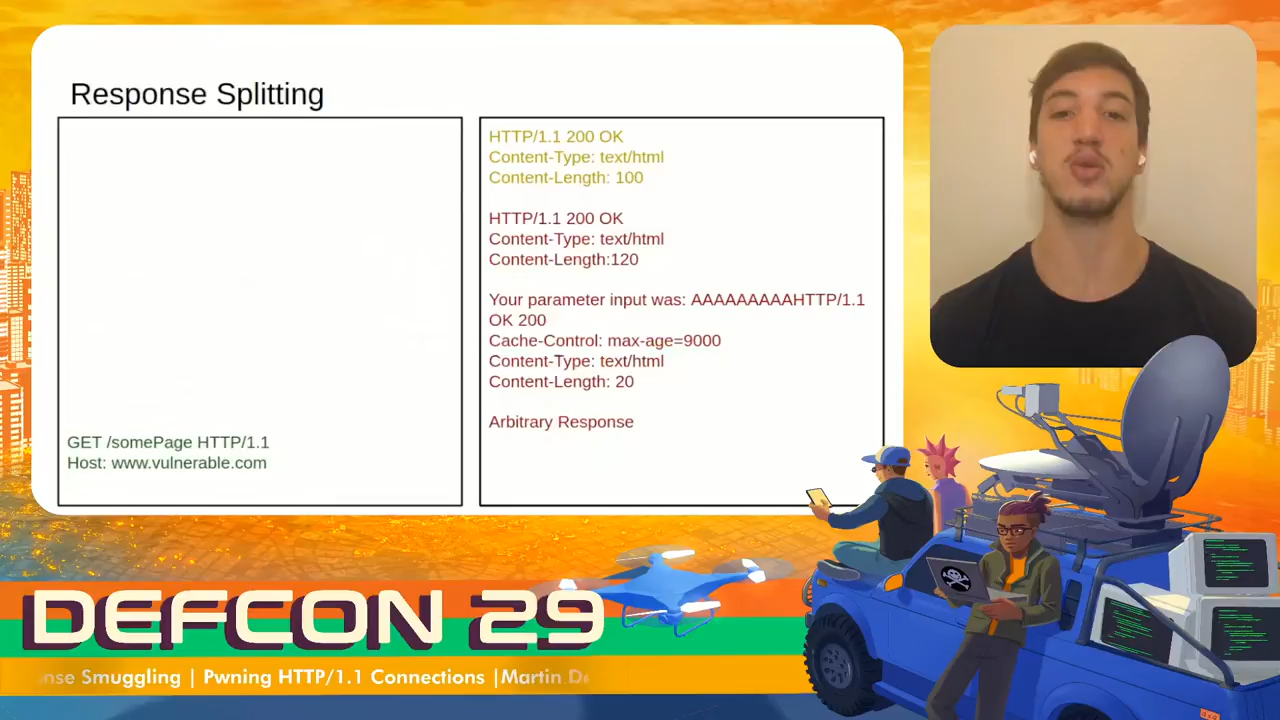 Response Splitting
GET /somePage HTTP/1.1
Host: www.vulnerable.com
HTTP/1.1 200 OK
Content-Type: text/html
Content-Length: 100
HTTP/1.1 200 OK
Content-Type: text/html
Content-Length:120
Your parameter input was: AAAAAAAAAHTTP/1.1
OK 200
Cache-Control: max-age=9000
Content-Type: text/html
Content-Length: 20
Arbitrary Response
DEFCON 29
Smuggling | Pwning HTTP/1.1 Connections |Martin